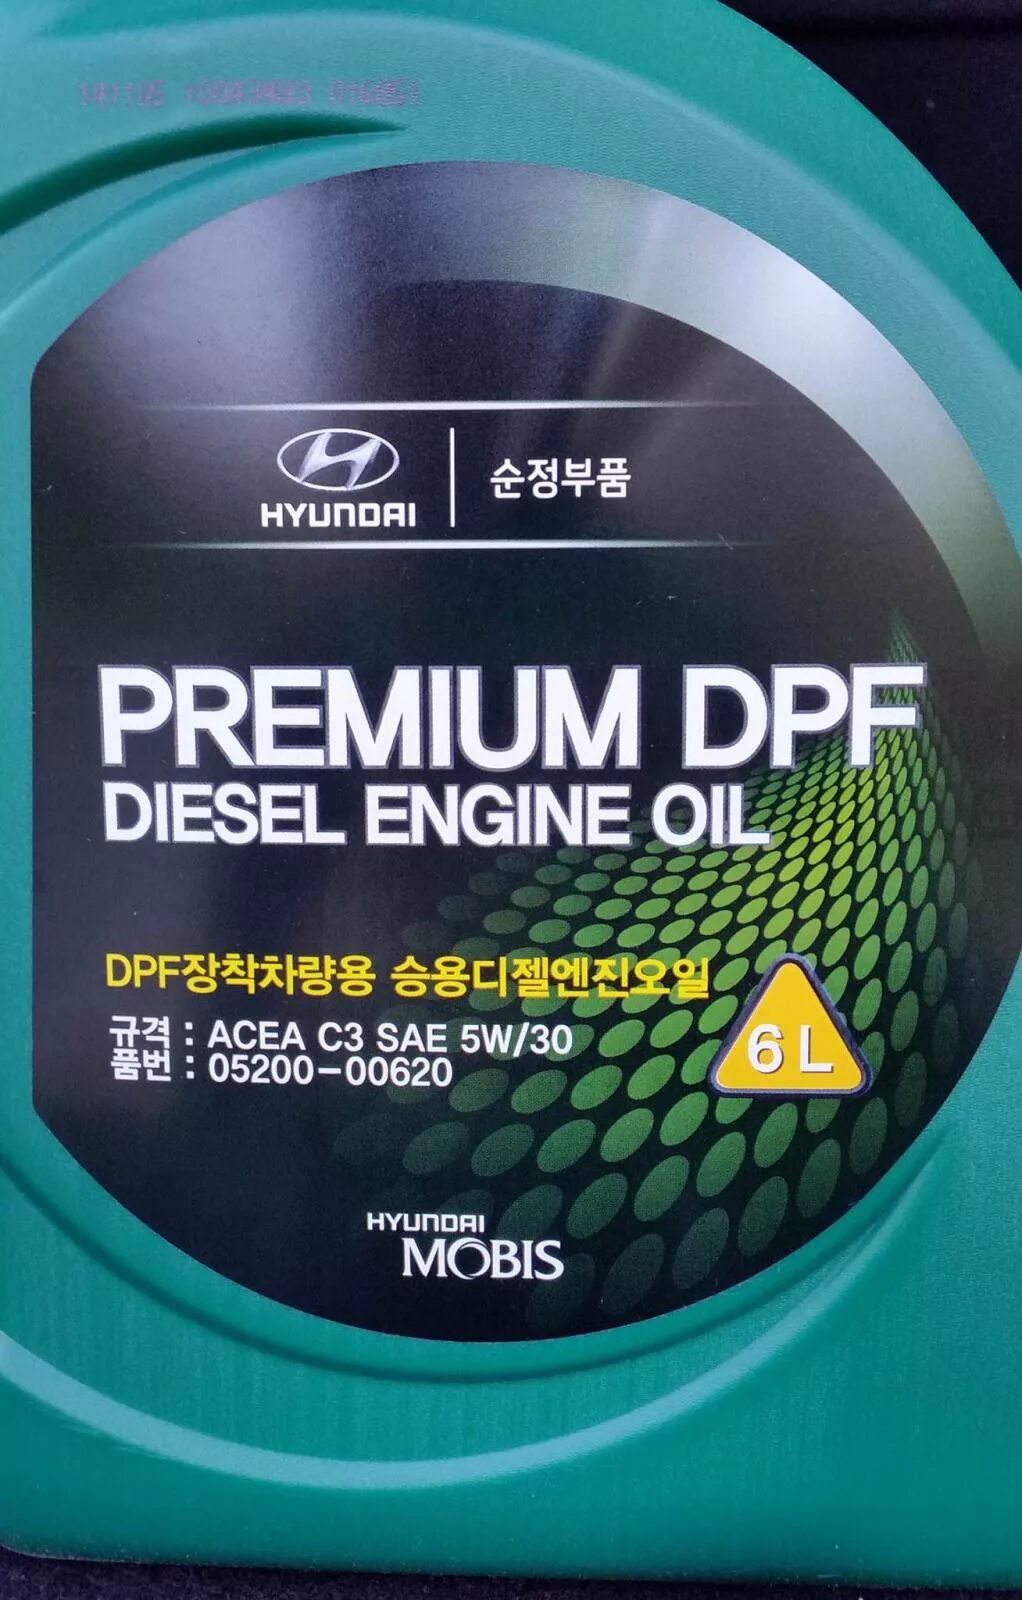 HYUNDAI
순정부품
PREMIUM DPF
DIESEL ENGINE OIL
DPF장착차량용 승용디젤엔진오일
규격 : ACEA C3 SAE 5W/30
품번 : 05200-00620
6 L
HYUNDAI
MOBIS